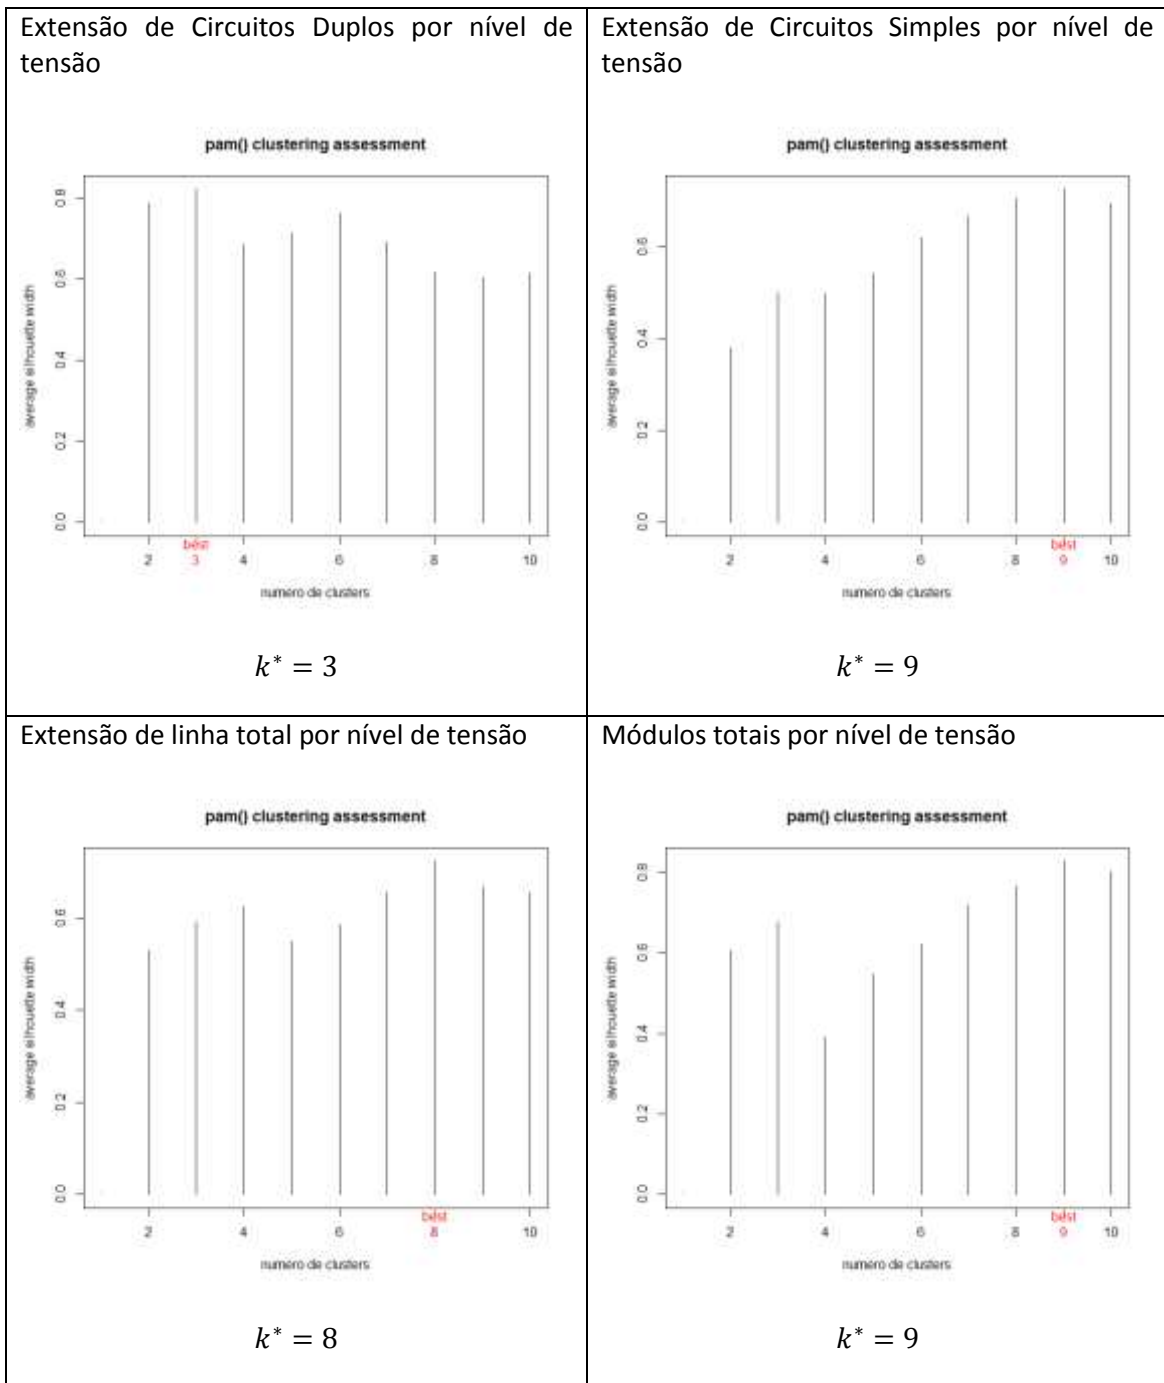 Extensão de Circuitos Duplos por nível de
tensão
pam() clustering assessment
average silhouette width
0.0
0.2
0.4
0.6
0.8
best
2
3
4
6
8
10
numero de clusters
k* = 3
Extensão de Circuitos Simples por nível de
tensão
pam() clustering assessment
average silhouette width
0.0
0.2
0.4
0.6
best
2
4
6
8
9
10
numero de clusters
k* = 9
Extensão de linha total por nível de tensão
pam() clustering assessment
average silhouette width
0.0
0.2
0.4
0.6
best
2
4
6
8
10
numero de clusters
k* = 8
Módulos totais por nível de tensão
pam() clustering assessment
average silhouette width
0.0
0.2
0.4
0.6
0.8
best
2
4
6
8
9
10
numero de clusters
k* = 9